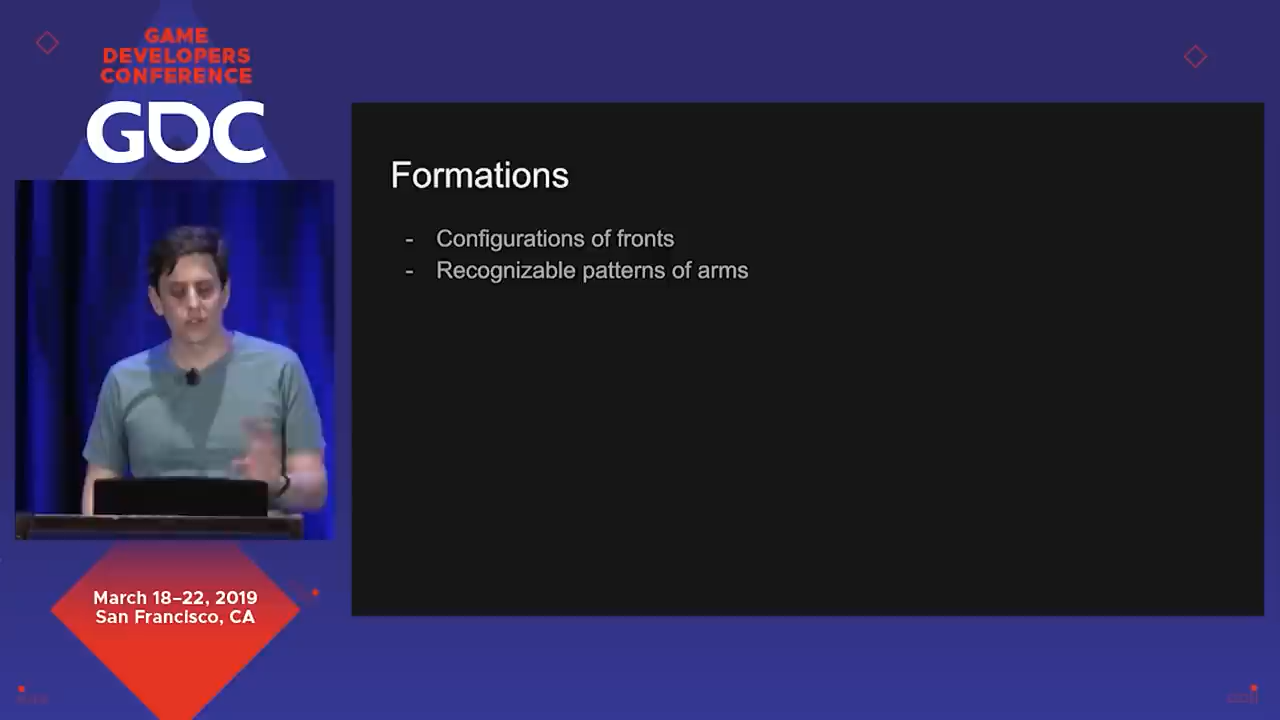 GAME
DEVELOPERS
CONFERENCE
GDC
Formations
- Configurations of fronts
- Recognizable patterns of arms
March 18–22, 2019
San Francisco, CA